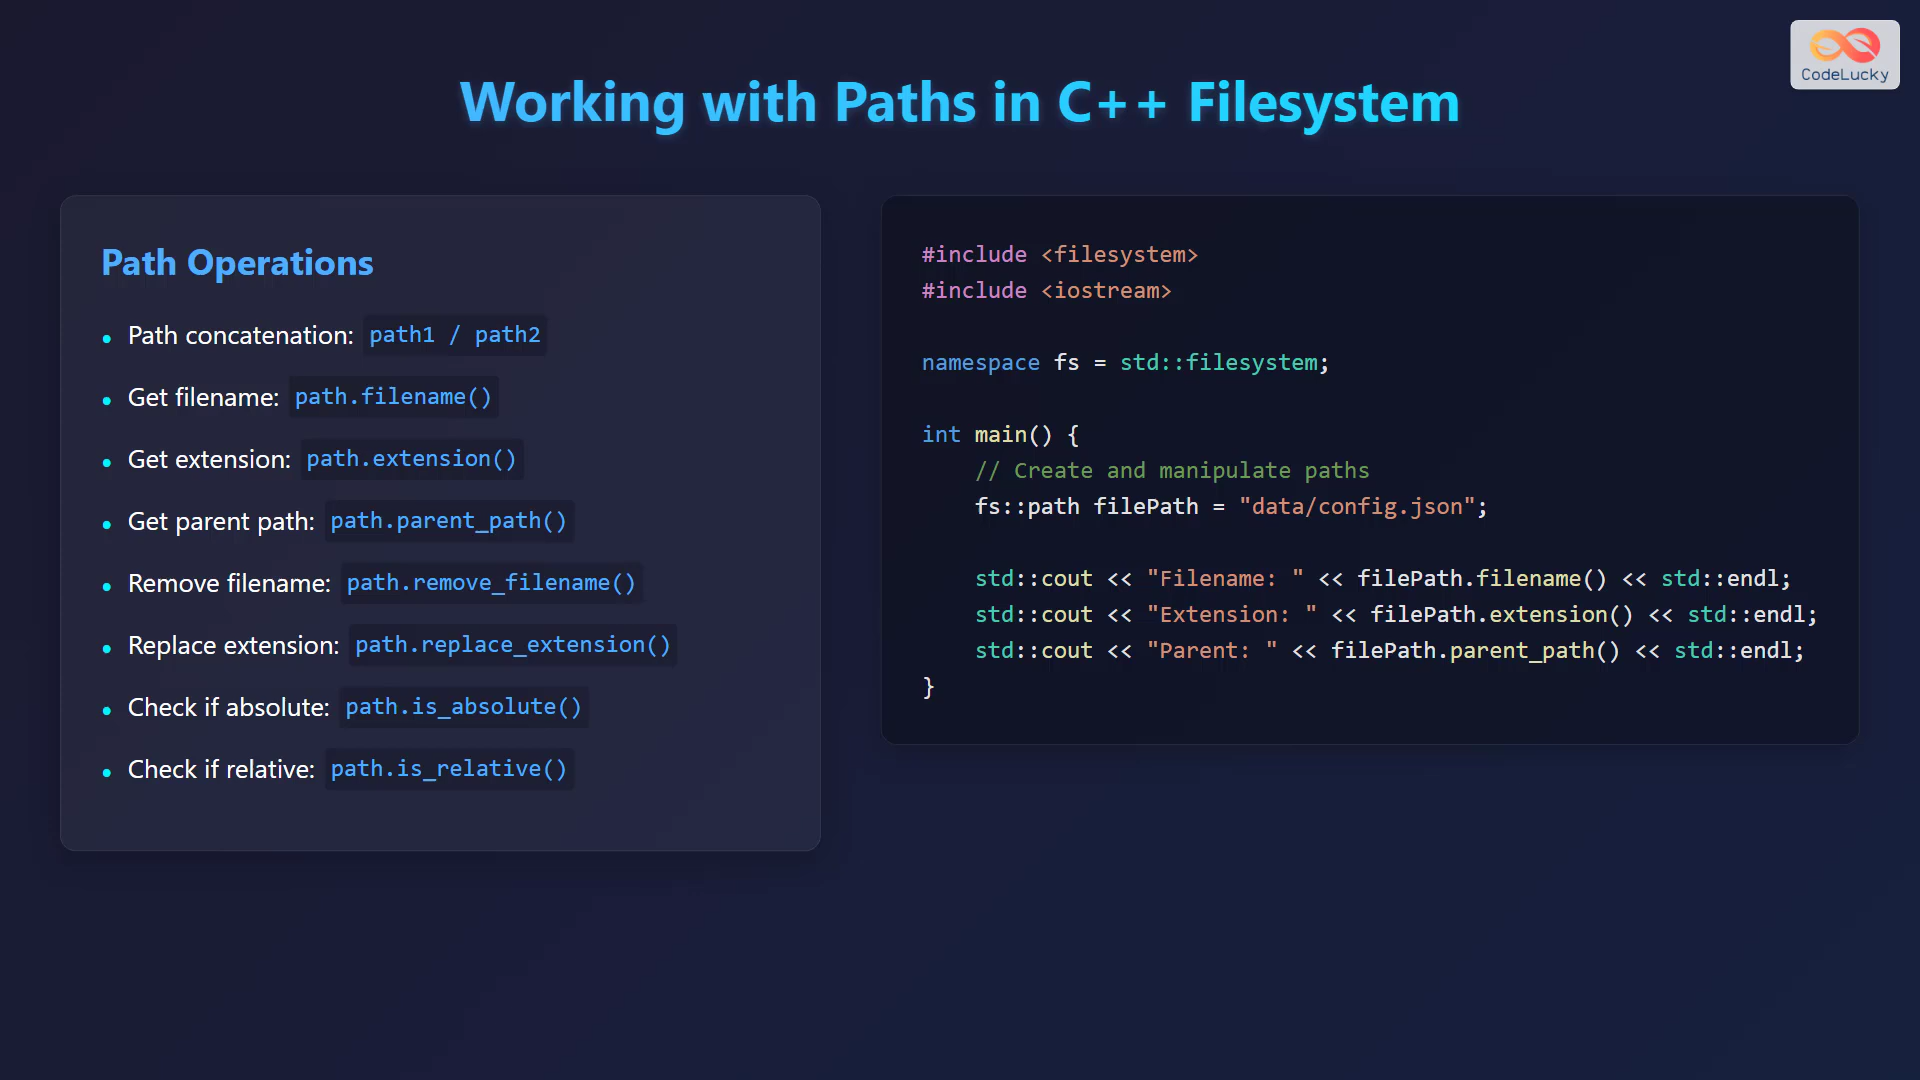 CodeLucky
Working with Paths in C++ Filesystem
Path Operations
• Path concatenation: path1 / path2
• Get filename: path.filename()
• Get extension: path.extension()
• Get parent path: path.parent_path()
• Remove filename: path.remove_filename()
• Replace extension: path.replace_extension()
• Check if absolute: path.is_absolute()
• Check if relative: path.is_relative()
#include <filesystem>
#include <iostream>
namespace fs = std::filesystem;
int main() {
    // Create and manipulate paths
    fs::path filePath = "data/config.json";
    std::cout << "Filename: " << filePath.filename() << std::endl;
    std::cout << "Extension: " << filePath.extension() << std::endl;
    std::cout << "Parent: " << filePath.parent_path() << std::endl;
}